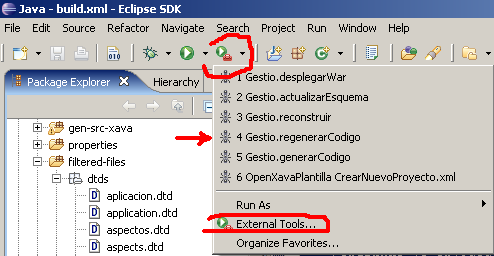 Java - build.xml - Eclipse SDK
File Edit Source Refactor Navigate Search Project Run Window Help
Package Explorer Hierarchy
gen-src-xava
properties
filtered-files
dtds
aplicacion.dtd
application.dtd
aspectos.dtd
aspects.dtd
1 Gestio.desplegarWar
2 Gestio.actualizarEsquema
3 Gestio.reconstruir
4 Gestio.regenerarCodigo
5 Gestio.generarCodigo
6 OpenXavaPlantilla CrearNuevoProyecto.xml
Run As
External Tools...
Organize Favorites...